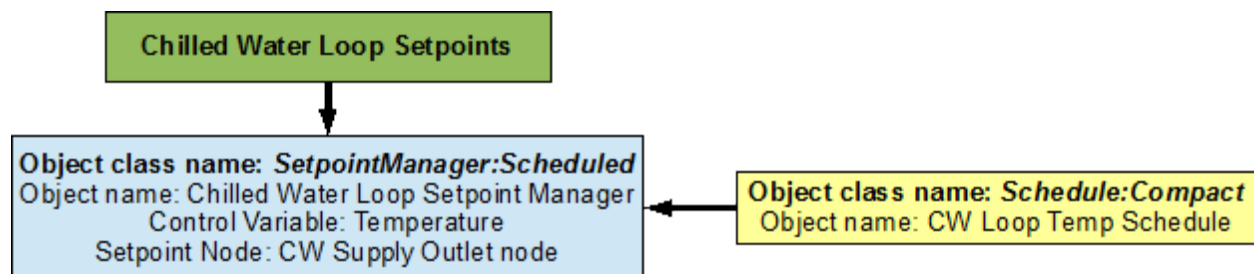 Chilled Water Loop Setpoints
Object class name: SetpointManager:Scheduled
Object name: Chilled Water Loop Setpoint Manager
Control Variable: Temperature
Setpoint Node: CW Supply Outlet node
Object class name: Schedule:Compact
Object name: CW Loop Temp Schedule